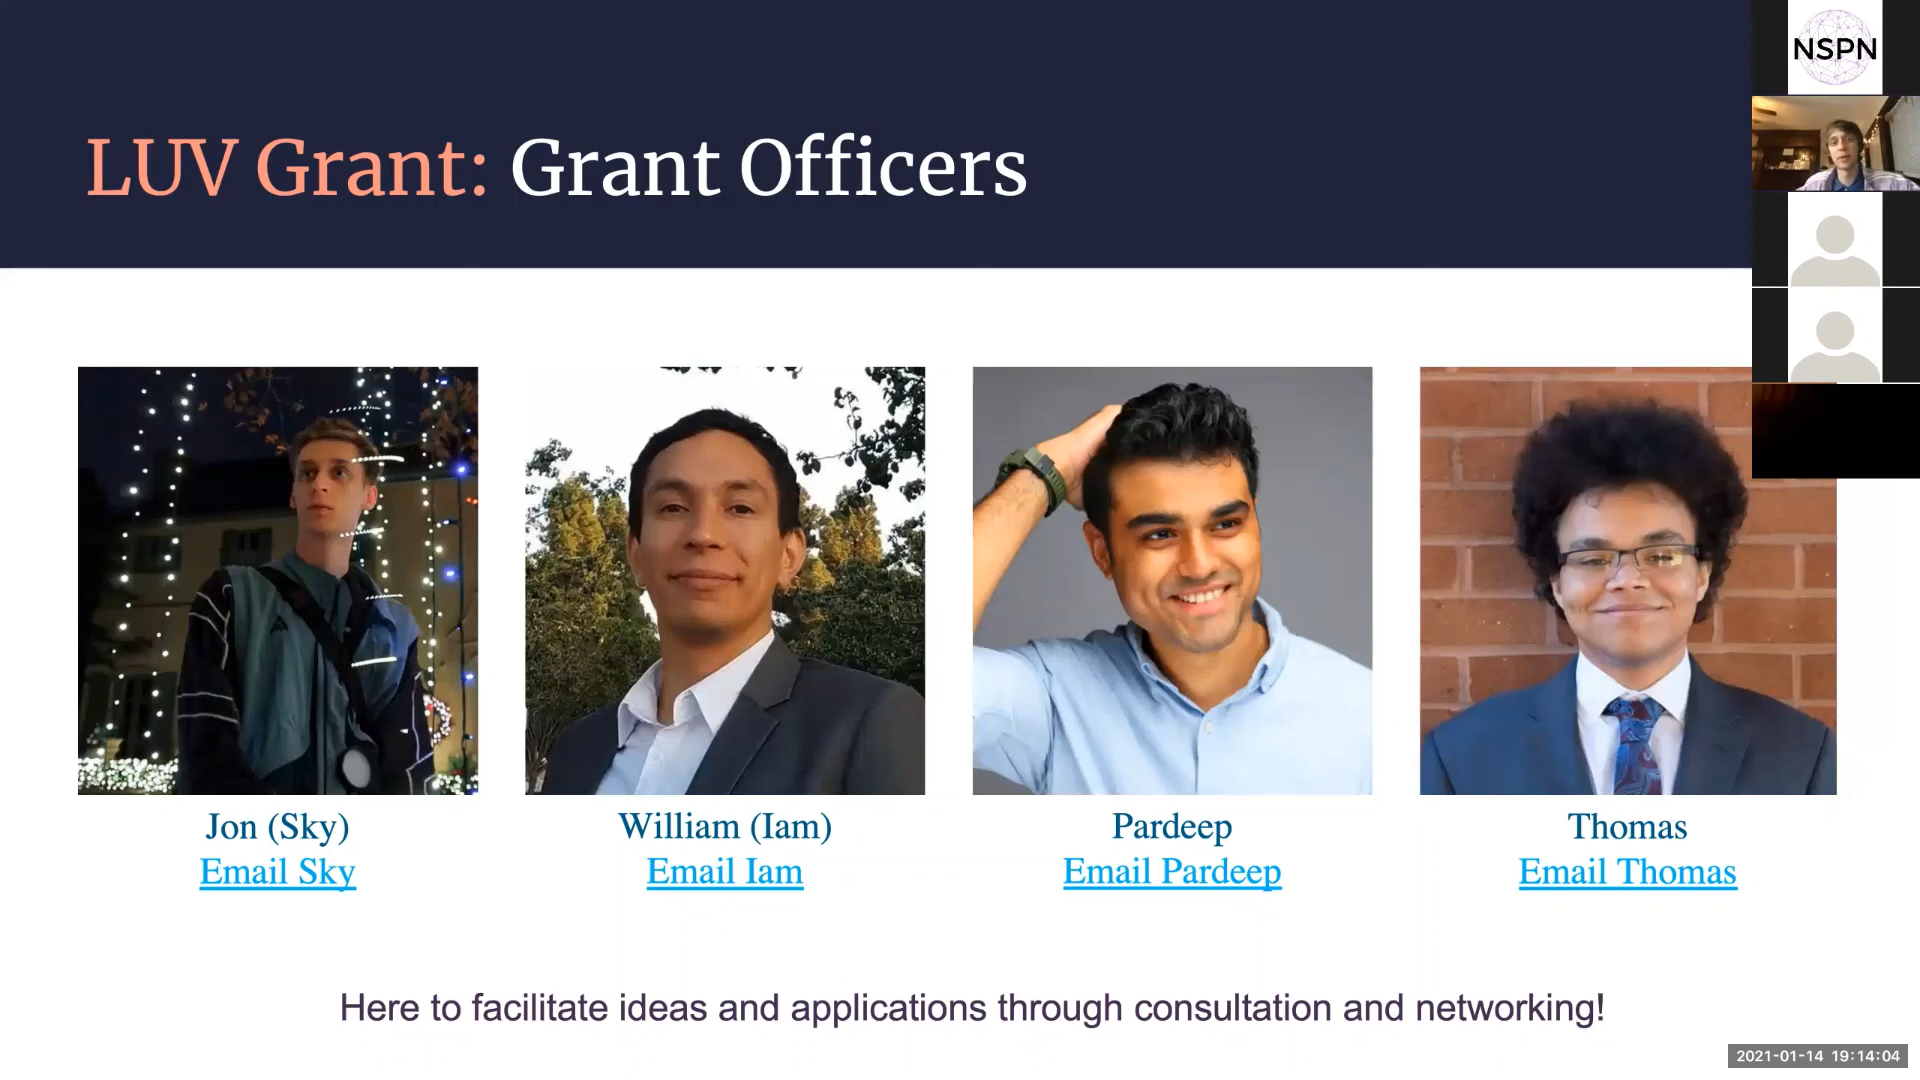 NSPN
LUV Grant: Grant Officers
Jon (Sky)
Email Sky
William (Iam)
Email Iam
Pardeep
Email Pardeep
Thomas
Email Thomas
Here to facilitate ideas and applications through consultation and networking!
2021-01-14 19:14:04